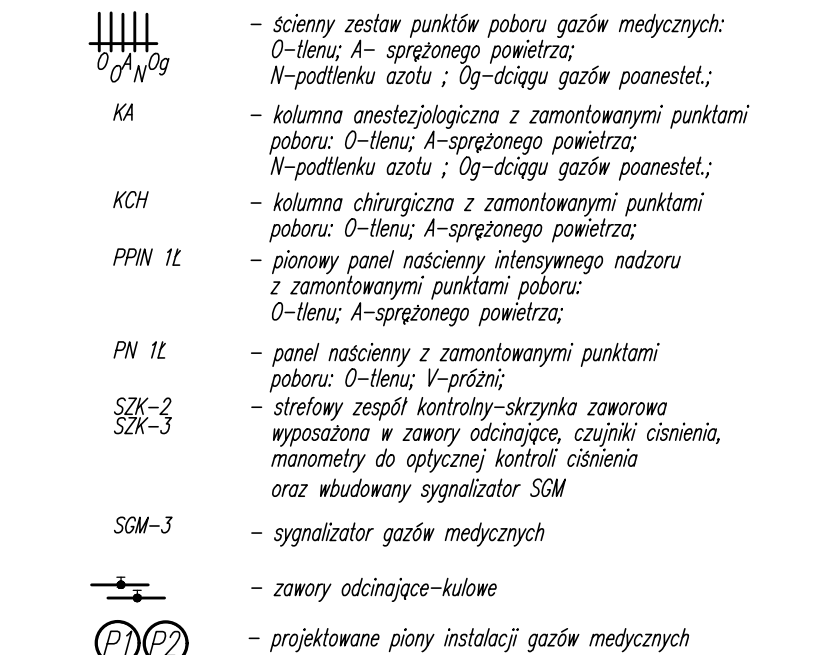 – ścienny zestaw punktów poboru gazów medycznych:
O-tlenu; A- sprężonego powietrza;
O O A N Og
N-podtlenku azotu ; Og-dciągu gazów poanestet.;
KA – kolumna anestezjologiczna z zamontowanymi punktami
poboru: O-tlenu; A-sprężonego powietrza;
N-podtlenku azotu ; Og-dciągu gazów poanestet.;
KCH – kolumna chirurgiczna z zamontowanymi punktami
poboru: O-tlenu; A-sprężonego powietrza;
PPIN 1Ł – pionowy panel naścienny intensywnego nadzoru
z zamontowanymi punktami poboru:
O-tlenu; A-sprężonego powietrza;
PN 1Ł – panel naścienny z zamontowanymi punktami
poboru: O-tlenu; V-próżni;
SZK-2 – strefowy zespół kontrolny-skrzynka zaworowa
SZK-3 wyposażona w zawory odcinające, czujniki cisnienia,
manometry do optycznej kontroli ciśnienia
oraz wbudowany sygnalizator SGM
SGM-3 – sygnalizator gazów medycznych
– zawory odcinające-kulowe
P1 P2 – projektowane piony instalacji gazów medycznych